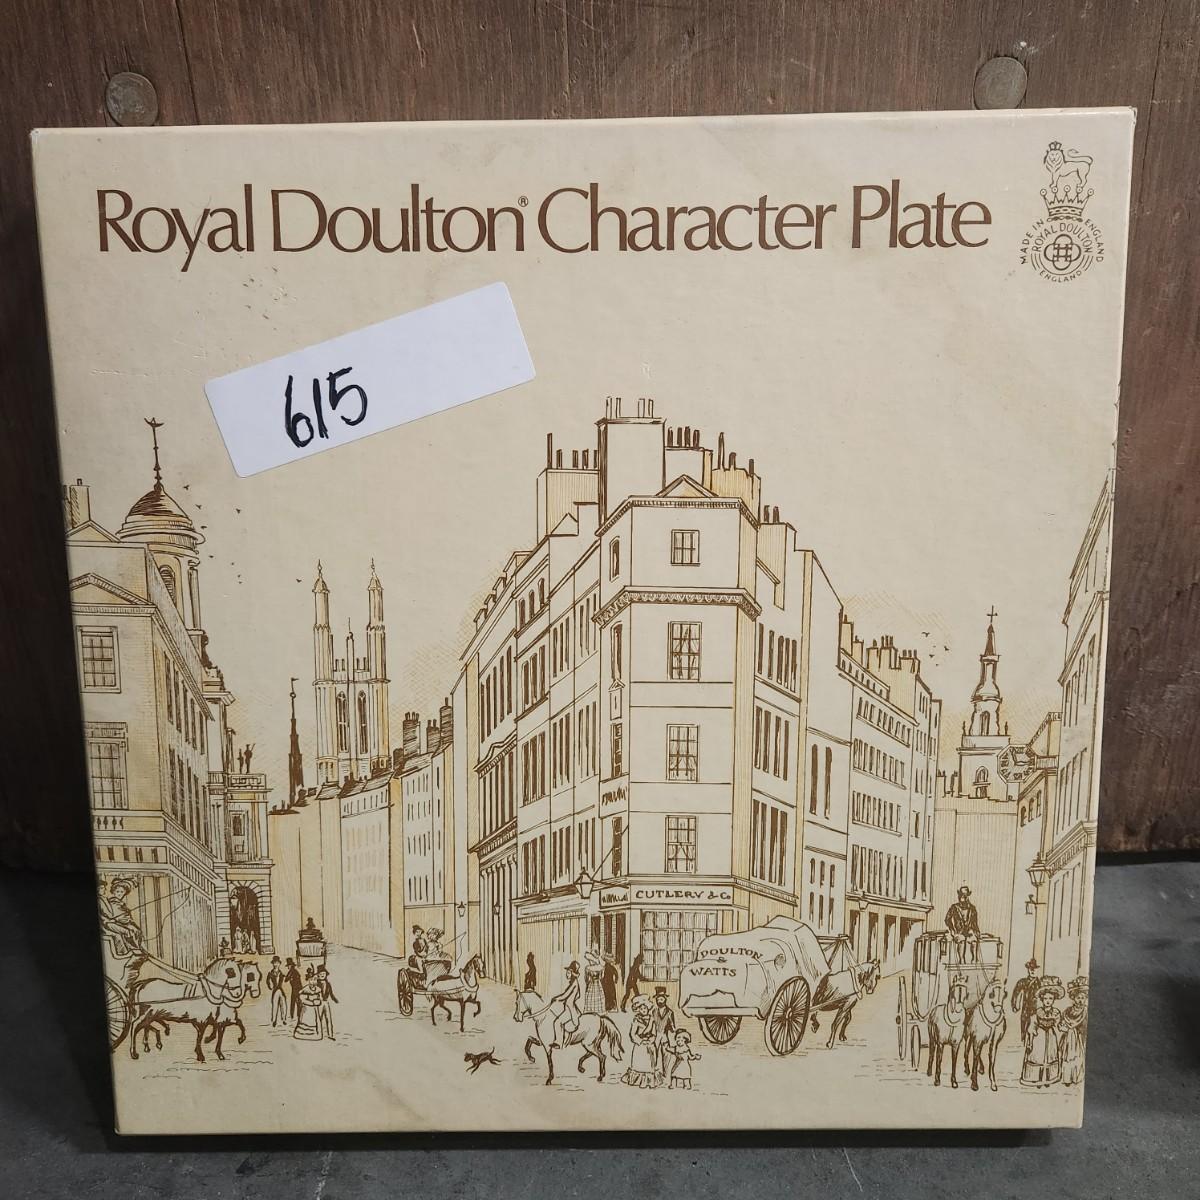 Royal Doulton® Character Plate
MADE IN ENGLAND
ROYAL DOULTON
ENGLAND
615
CUTLERY & Co
DOULTON
&
WATTS